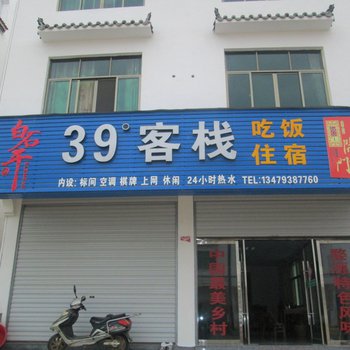 39°客栈
吃饭
住宿
内设: 标间 空调 棋牌 上网 休闲 24小时热水 TEL:13479387760
中国最美乡村